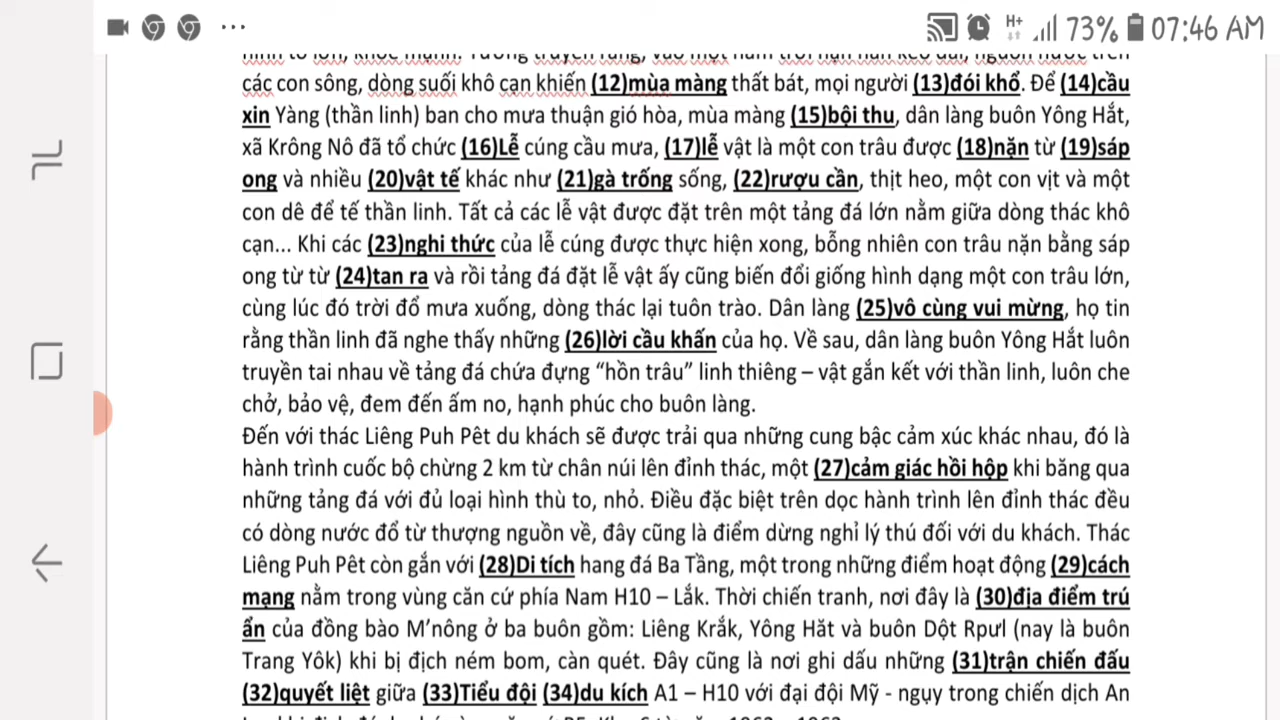 H+ 73% 07:46 AM
các con sông, dòng suối khô cạn khiến (12)mùa màng thất bát, mọi người (13)đói khổ. Để (14)cầu
xin Yàng (thần linh) ban cho mưa thuận gió hòa, mùa màng (15)bội thu, dân làng buôn Yông Hắt,
xã Krông Nô đã tổ chức (16)Lễ cúng cầu mưa, (17)lễ vật là một con trâu được (18)nặn từ (19)sáp
ong và nhiều (20)vật tế khác như (21)gà trống sống, (22)rượu cần, thịt heo, một con vịt và một
con dê để tế thần linh. Tất cả các lễ vật được đặt trên một tảng đá lớn nằm giữa dòng thác khô
cạn... Khi các (23)nghi thức của lễ cúng được thực hiện xong, bỗng nhiên con trâu nặn bằng sáp
ong từ từ (24)tan ra và rồi tảng đá đặt lễ vật ấy cũng biến đổi giống hình dạng một con trâu lớn,
cùng lúc đó trời đổ mưa xuống, dòng thác lại tuôn trào. Dân làng (25)vô cùng vui mừng, họ tin
rằng thần linh đã nghe thấy những (26)lời cầu khấn của họ. Về sau, dân làng buôn Yông Hắt luôn
truyền tai nhau về tảng đá chứa đựng “hồn trâu” linh thiêng – vật gắn kết với thần linh, luôn che
chở, bảo vệ, đem đến ấm no, hạnh phúc cho buôn làng.
Đến với thác Liêng Puh Pêt du khách sẽ được trải qua những cung bậc cảm xúc khác nhau, đó là
hành trình cuốc bộ chừng 2 km từ chân núi lên đỉnh thác, một (27)cảm giác hồi hộp khi băng qua
những tảng đá với đủ loại hình thù to, nhỏ. Điều đặc biệt trên dọc hành trình lên đỉnh thác đều
có dòng nước đổ từ thượng nguồn về, đây cũng là điểm dừng nghỉ lý thú đối với du khách. Thác
Liêng Puh Pêt còn gắn với (28)Di tích hang đá Ba Tầng, một trong những điểm hoạt động (29)cách
mạng nằm trong vùng căn cứ phía Nam H10 – Lắk. Thời chiến tranh, nơi đây là (30)địa điểm trú
ẩn của đồng bào M’nông ở ba buôn gồm: Liêng Krắk, Yông Hăt và buôn Dột Rpưl (nay là buôn
Trang Yôk) khi bị địch ném bom, càn quét. Đây cũng là nơi ghi dấu những (31)trận chiến đấu
(32)quyết liệt giữa (33)Tiểu đội (34)du kích A1 – H10 với đại đội Mỹ - ngụy trong chiến dịch An